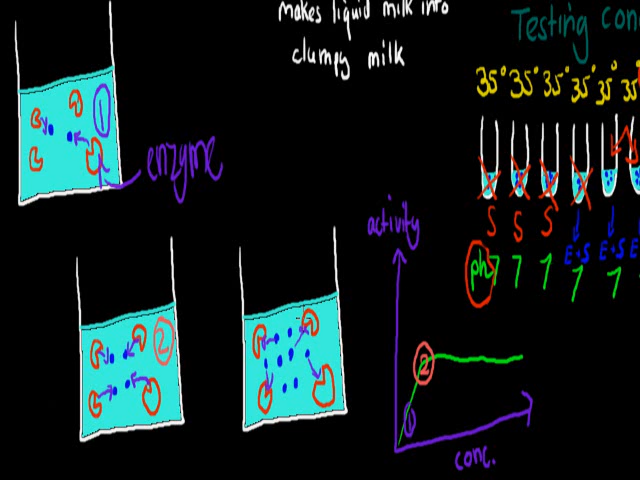 makes liquid milk into
clumpy milk
Testing conc
35° 35° 35° 35° 35° 35°
1
enzyme
S S S E+S E+S E+S
ph 7 7 7 7 7
2
activity
2
1
conc.